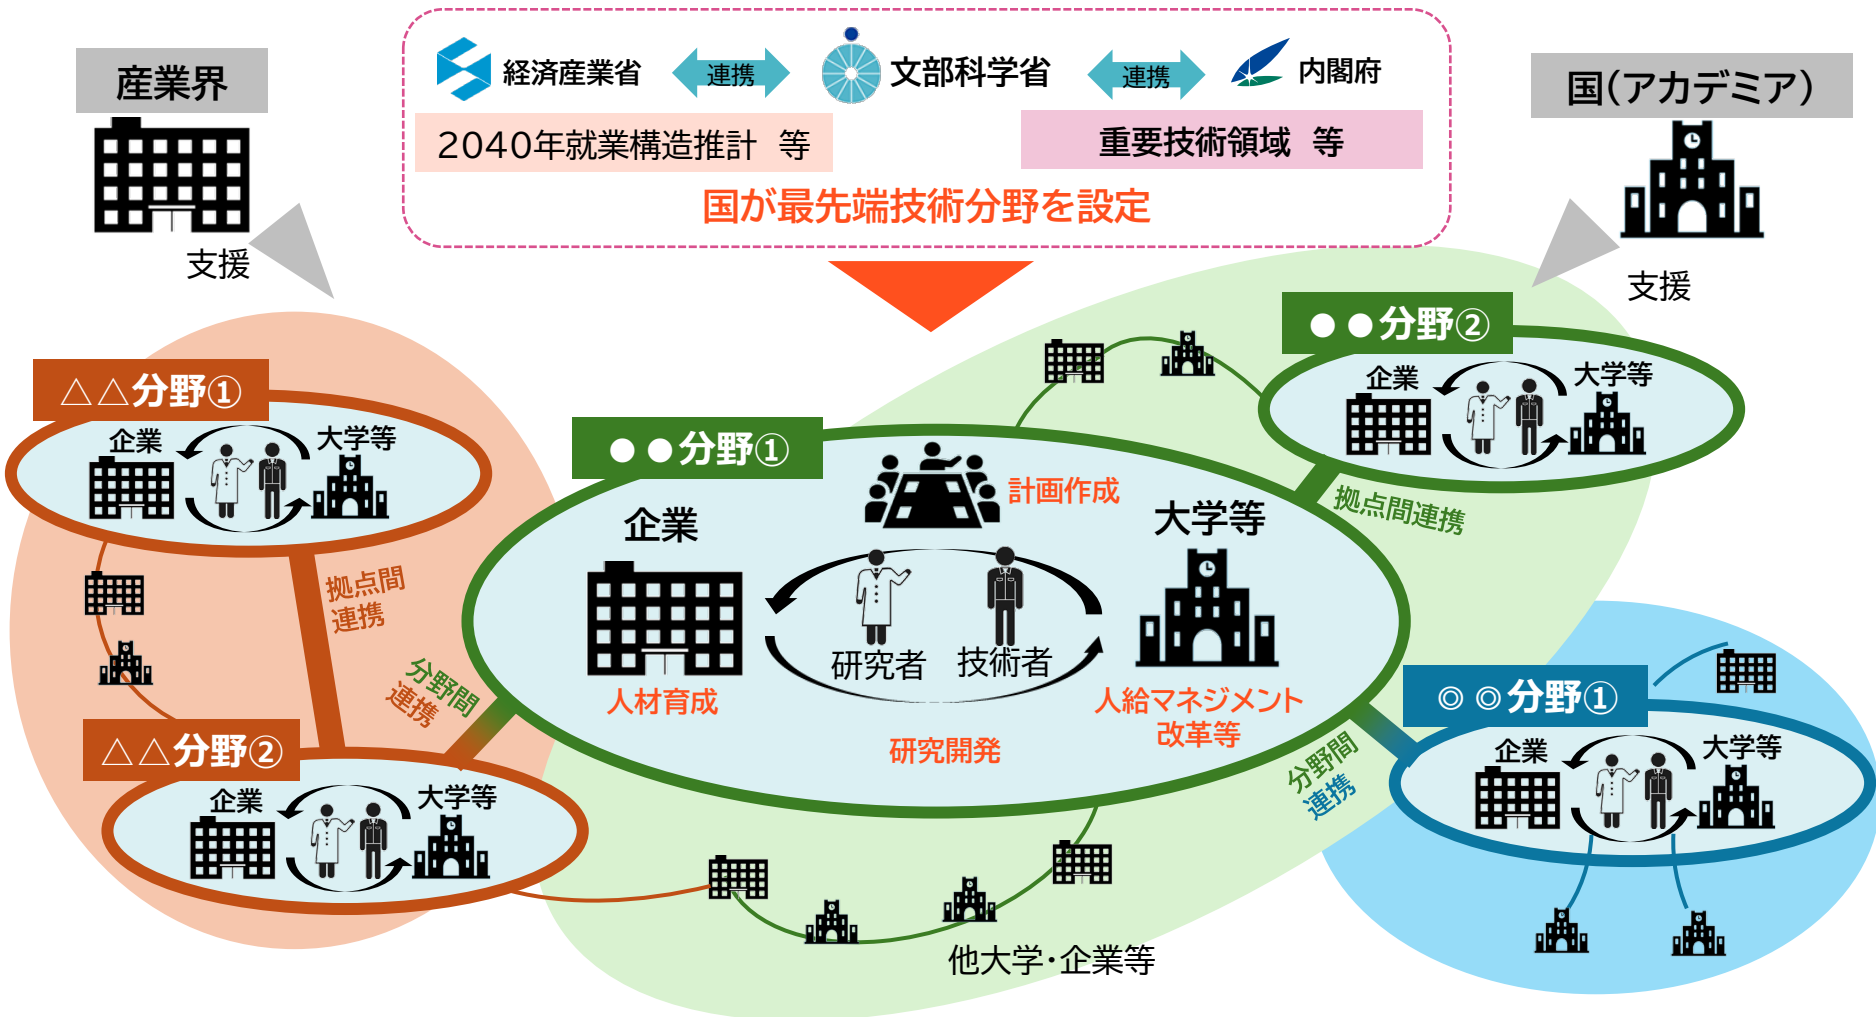 産業界
経済産業省
連携
文部科学省
連携
内閣府
国(アカデミア)
2040年就業構造推計 等
重要技術領域 等
国が最先端技術分野を設定
支援
支援
△△分野①
企業
大学等
●●分野①
計画作成
企業
大学等
研究者
技術者
人材育成
人給マネジメント
改革等
研究開発
●●分野②
企業
大学等
拠点間連携
拠点間
連携
分野間
連携
△△分野②
企業
大学等
分野間
連携
◎◎分野①
企業
大学等
他大学・企業等